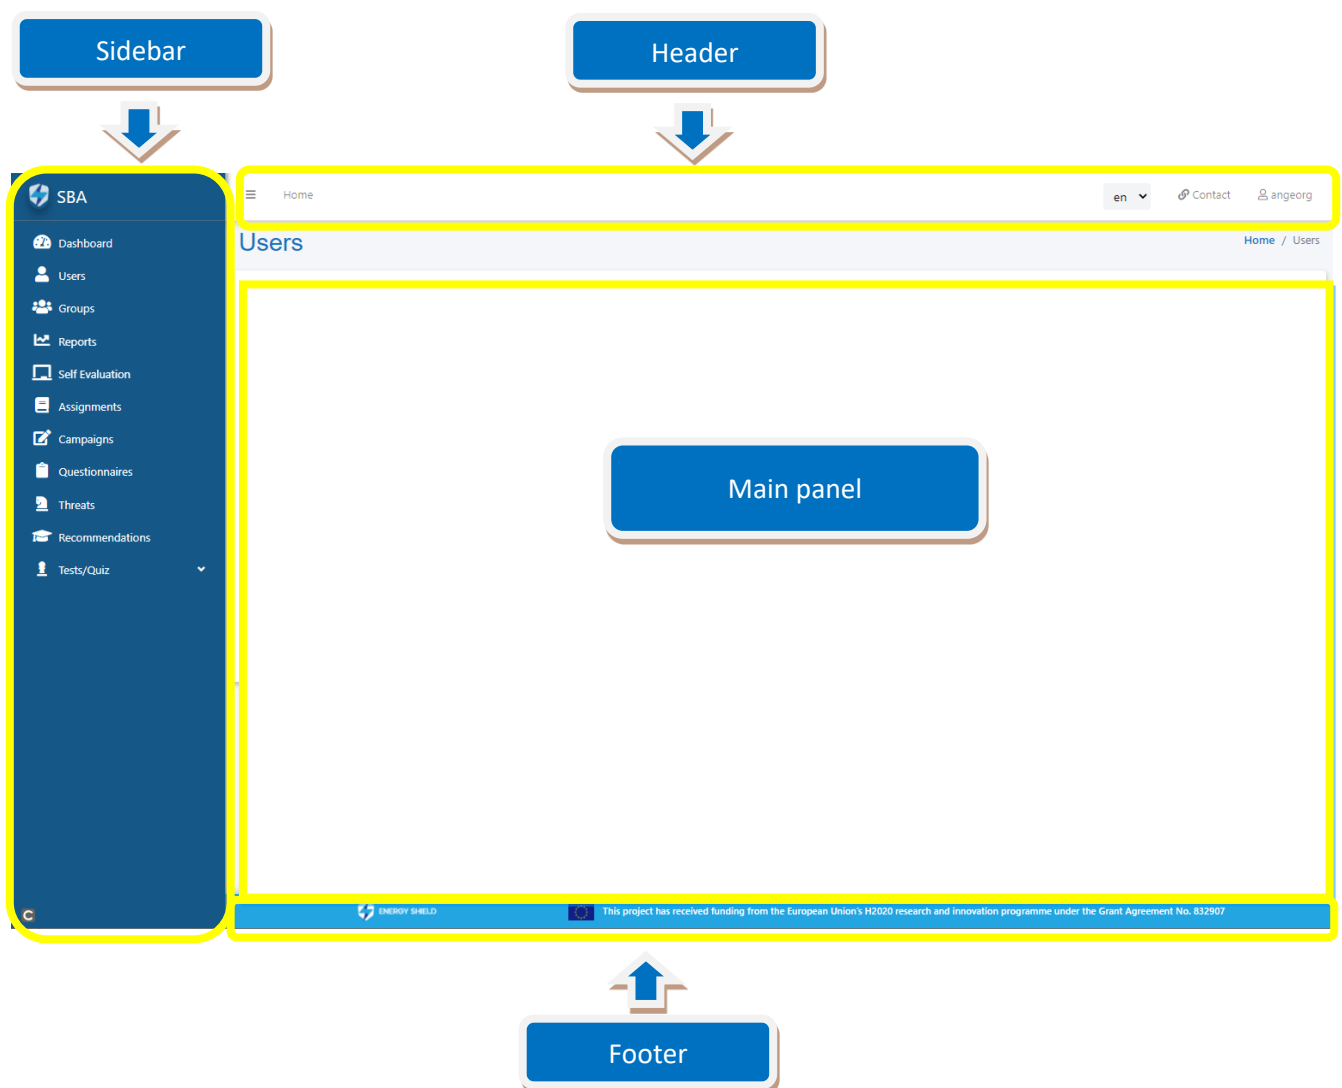 Sidebar
Header
SBA
Home
en
Contact
angeorg
Dashboard
Users
Groups
Reports
Self Evaluation
Assignments
Campaigns
Questionnaires
Threats
Recommendations
Tests/Quiz
Users
Home / Users
Main panel
C
ENERGY SHIELD
This project has received funding from the European Union's H2020 research and innovation programme under the Grant Agreement No. 832907
Footer